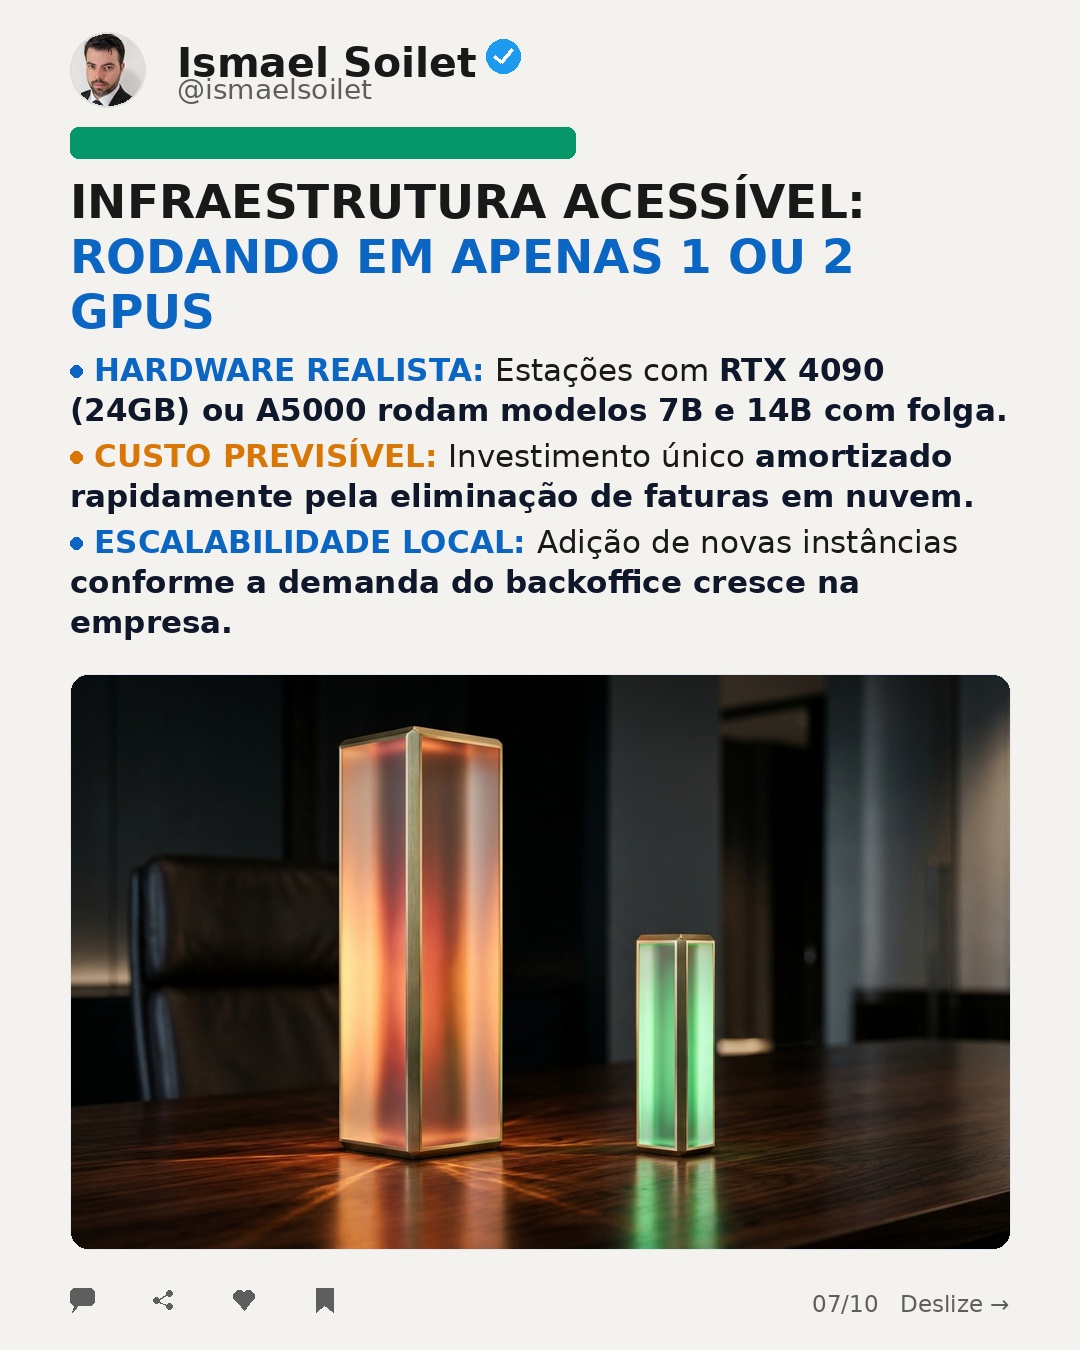 Ismael Soilet
@ismaelsoilet
INFRAESTRUTURA ACESSÍVEL:
RODANDO EM APENAS 1 OU 2
GPUS
• HARDWARE REALISTA: Estações com RTX 4090
(24GB) ou A5000 rodam modelos 7B e 14B com folga.
• CUSTO PREVISÍVEL: Investimento único amortizado
rapidamente pela eliminação de faturas em nuvem.
• ESCALABILIDADE LOCAL: Adição de novas instâncias
conforme a demanda do backoffice cresce na
empresa.
07/10 Deslize →